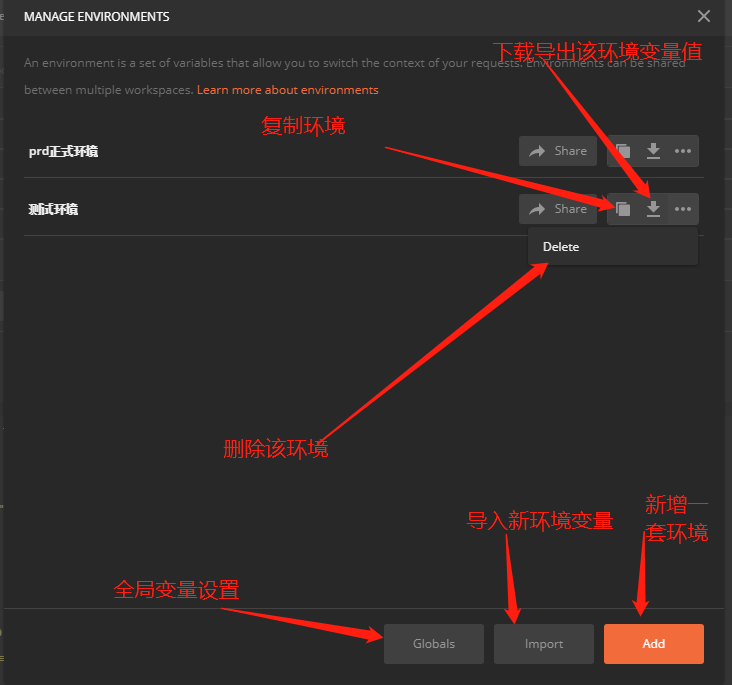 MANAGE ENVIRONMENTS
下载导出该环境变量值
An environment is a set of variables that allow you to switch the context of your requests. Environments can be shared
between multiple workspaces. Learn more about environments
复制环境
prd正式环境
Share
测试环境
Share
Delete
删除该环境
新增一
套环境
导入新环境变量
全局变量设置
Globals
Import
Add